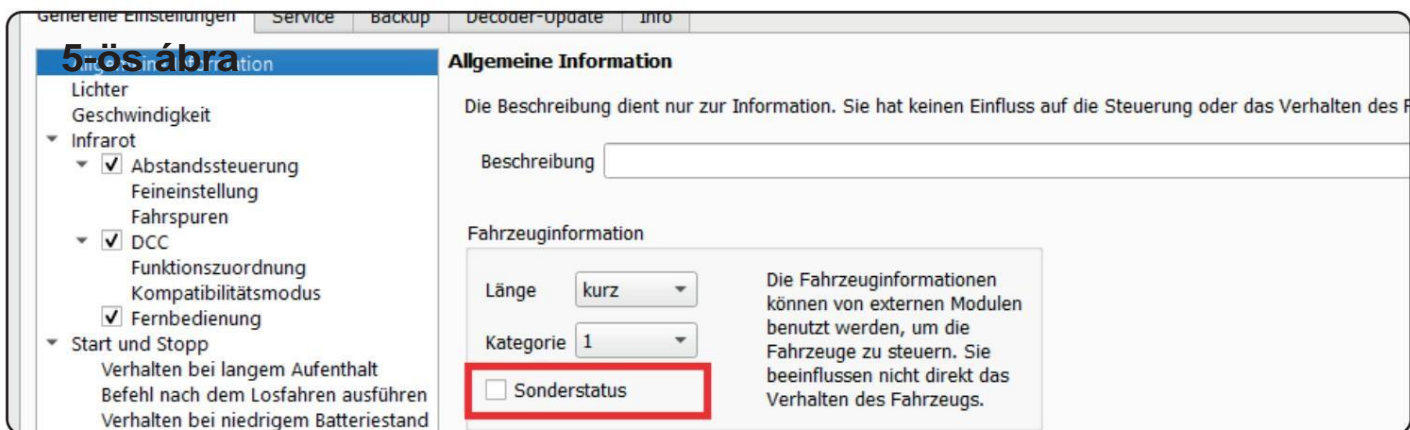 Generelle Einstellungen Service Backup Decoder-Update Info
5-ös ábra
Allgemeine Information
Lichter
Geschwindigkeit
Infrarot
Abstandssteuerung
Feineinstellung
Fahrspuren
DCC
Funktionszuordnung
Kompatibilitätsmodus
Fernbedienung
Start und Stopp
Verhalten bei langem Aufenthalt
Befehl nach dem Losfahren ausführen
Verhalten bei niedrigem Batteriestand
Allgemeine Information
Die Beschreibung dient nur zur Information. Sie hat keinen Einfluss auf die Steuerung oder das Verhalten des F
Beschreibung
Fahrzeuginformation
Länge kurz
Kategorie 1
Sonderstatus
Die Fahrzeuginformationen
können von externen Modulen
benutzt werden, um die
Fahrzeuge zu steuern. Sie
beeinflussen nicht direkt das
Verhalten des Fahrzeugs.